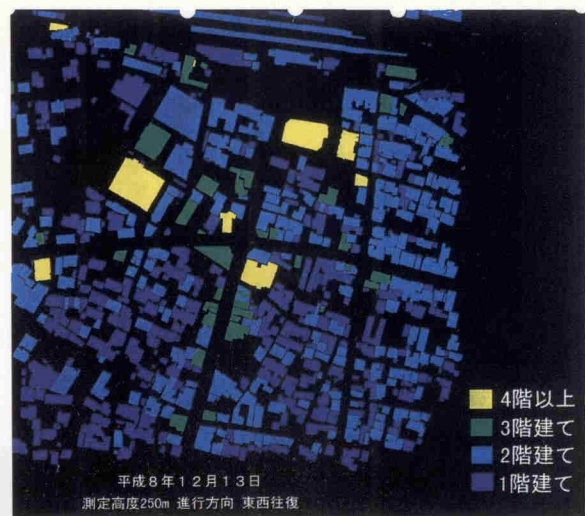 4階以上
3階建て
2階建て
1階建て
平成8年12月13日
測定高度250m 進行方向 東西往復